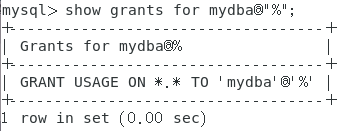 mysql> show grants for mydba@"%";
+--------------------------------------+
| Grants for mydba@% |
+--------------------------------------+
| GRANT USAGE ON *.* TO 'mydba'@'%' |
+--------------------------------------+
1 row in set (0.00 sec)